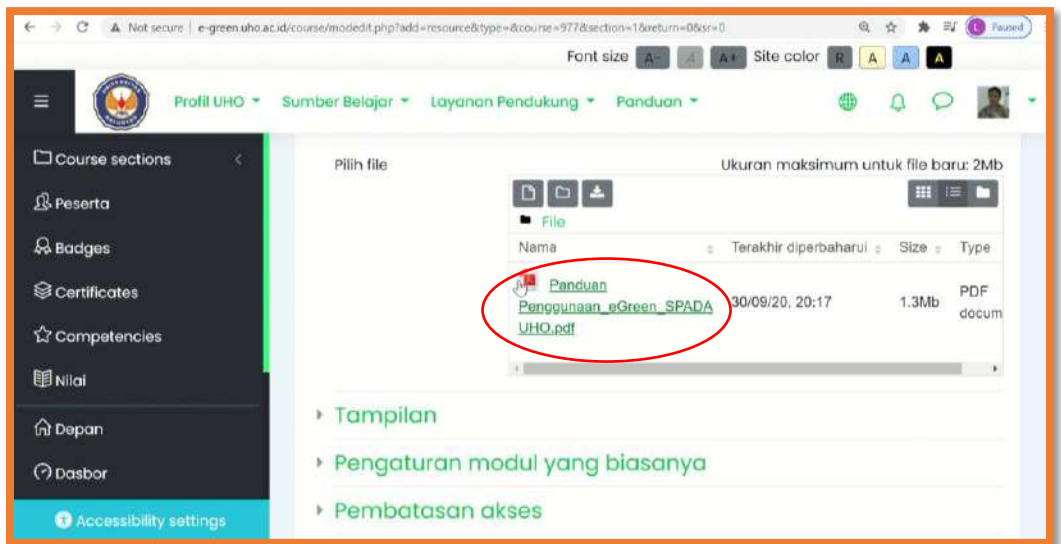 Not secure | e-green.uho.ac.id/course/modedit.php?add=resource&type=&course=977&section=1&return=0&sr=0
Paused
Font size A- A A+ Site color R A A A
Profil UHO Sumber Belajar Layanan Pendukung Panduan
Course sections
Peserta
Badges
Certificates
Competencies
Nilai
Depan
Dasbor
Accessibility settings
Pilih file
Ukuran maksimum untuk file baru: 2Mb
File
Nama Terakhir diperbaharui Size Type
Panduan
Penggunaan_eGreen_SPADA
UHO.pdf
30/09/20, 20:17
1.3Mb
PDF
docum
Tampilan
Pengaturan modul yang biasanya
Pembatasan akses